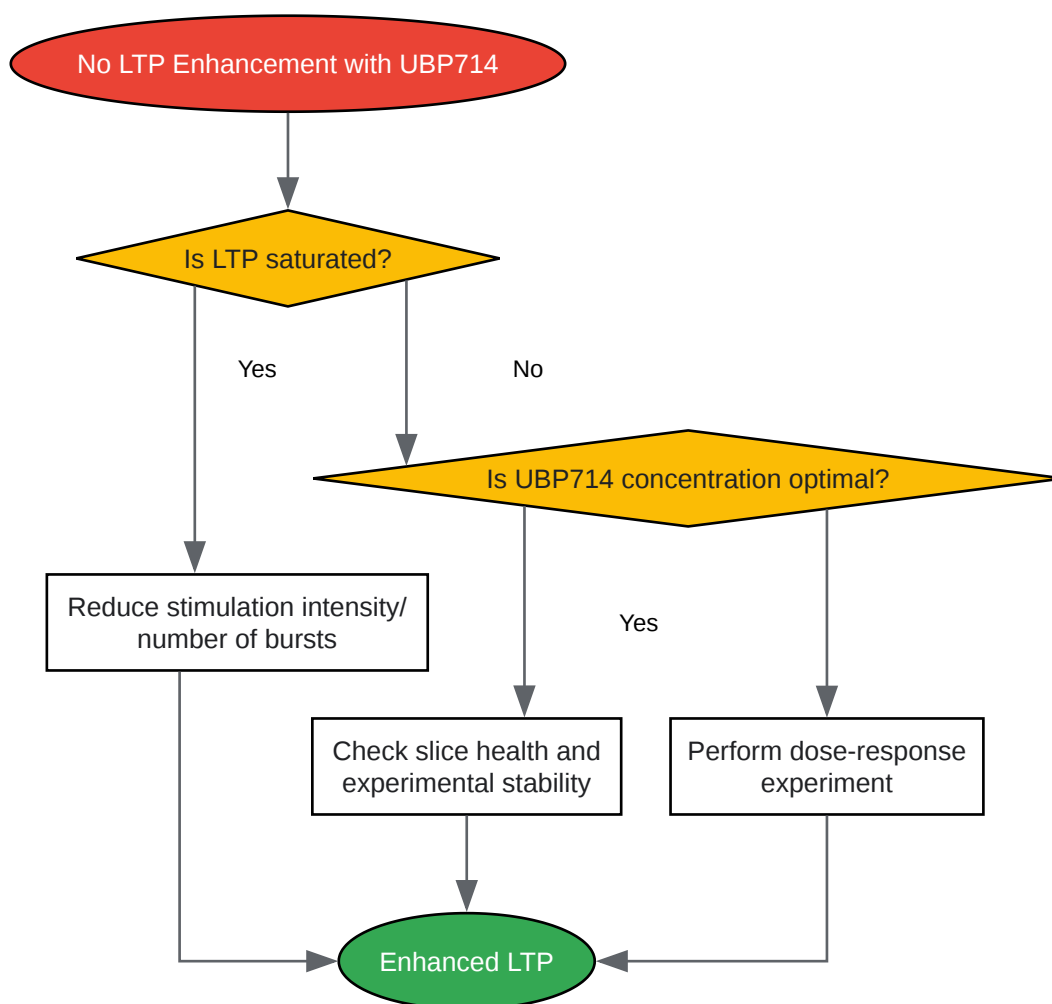 No LTP Enhancement with UBP714
Is LTP saturated?
Yes
No
Is UBP714 concentration optimal?
Reduce stimulation intensity/
number of bursts
Yes
Check slice health and
experimental stability
Perform dose-response
experiment
Enhanced LTP